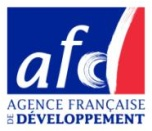 afd
AGENCE FRANÇAISE
DE DÉVELOPPEMENT